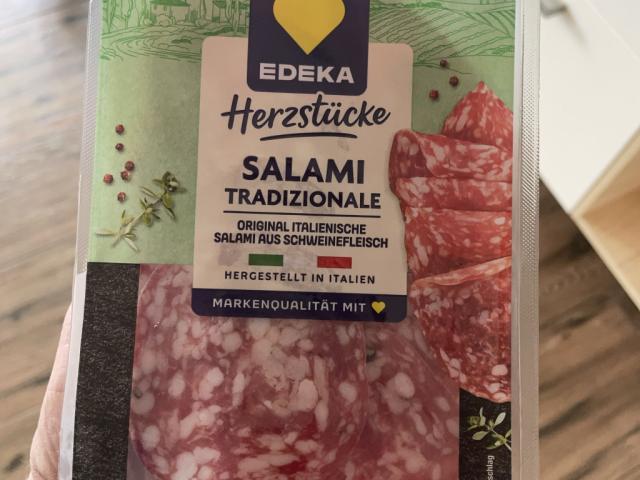 EDEKA
Herzstücke
SALAMI
TRADIZIONALE
ORIGINAL ITALIENISCHE
SALAMI AUS SCHWEINEFLEISCH
HERGESTELLT IN ITALIEN
MARKENQUALITÄT MIT